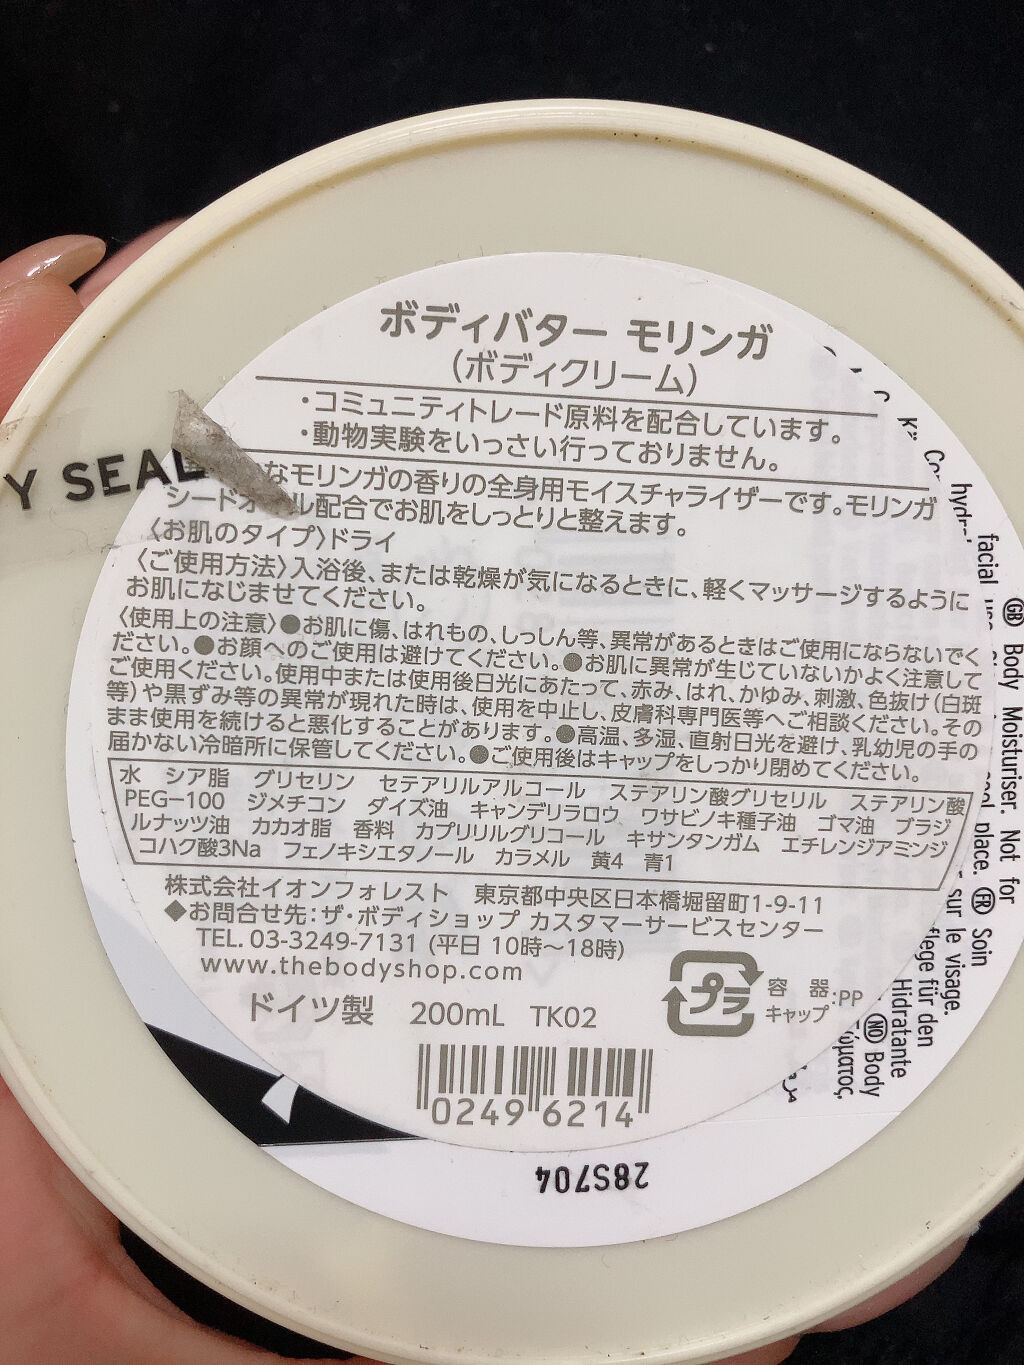 ボディバター モリンガ
(ボディクリーム)
・コミュニティトレード原料を配合しています。
・動物実験をいっさい行っておりません。
なモリンガの香りの全身用モイスチャライザーです。モリンガ
シードオイル配合でお肌をしっとりと整えます。
〈お肌のタイプ〉ドライ
〈ご使用方法〉入浴後、または乾燥が気になるときに、軽くマッサージするように
お肌になじませてください。
〈使用上の注意〉●お肌に傷、はれもの、しっしん等、異常があるときはご使用にならないでく
ださい。●お顔へのご使用は避けてください。●お肌に異常が生じていないかよく注意して
ご使用ください。使用中または使用後日光にあたって、赤み、はれ、かゆみ、刺激、色抜け(白斑
等)や黒ずみ等の異常が現れた時は、使用を中止し、皮膚科専門医等へご相談ください。その
まま使用を続けると悪化することがあります。●高温、多湿、直射日光を避け、乳幼児の手の
届かない冷暗所に保管してください。●ご使用後はキャップをしっかり閉めてください。
水 シア脂 グリセリン セテアリルアルコール ステアリン酸グリセリル ステアリン酸
PEG-100 ジメチコン ダイズ油 キャンデリラロウ ワサビノキ種子油 ゴマ油 ブラジ
ルナッツ油 カカオ脂 香料 カプリリルグリコール キサンタンガム エチレンジアミンジ
コハク酸3Na フェノキシエタノール カラメル 黄4 青1
株式会社イオンフォレスト 東京都中央区日本橋堀留町1-9-11
◆お問合せ先:ザ・ボディショップ カスタマーサービスセンター
TEL. 03-3249-7131 (平日 10時〜18時)
www.thebodyshop.com
ドイツ製 200mL TK02
プラ
容器
キャップ :PP
02496214
28S704
Y SEAL
GB Body Moisturiser. Not for
facial
place. FR Soin
sur le visage.
flege für den
Hidratante
NO Body